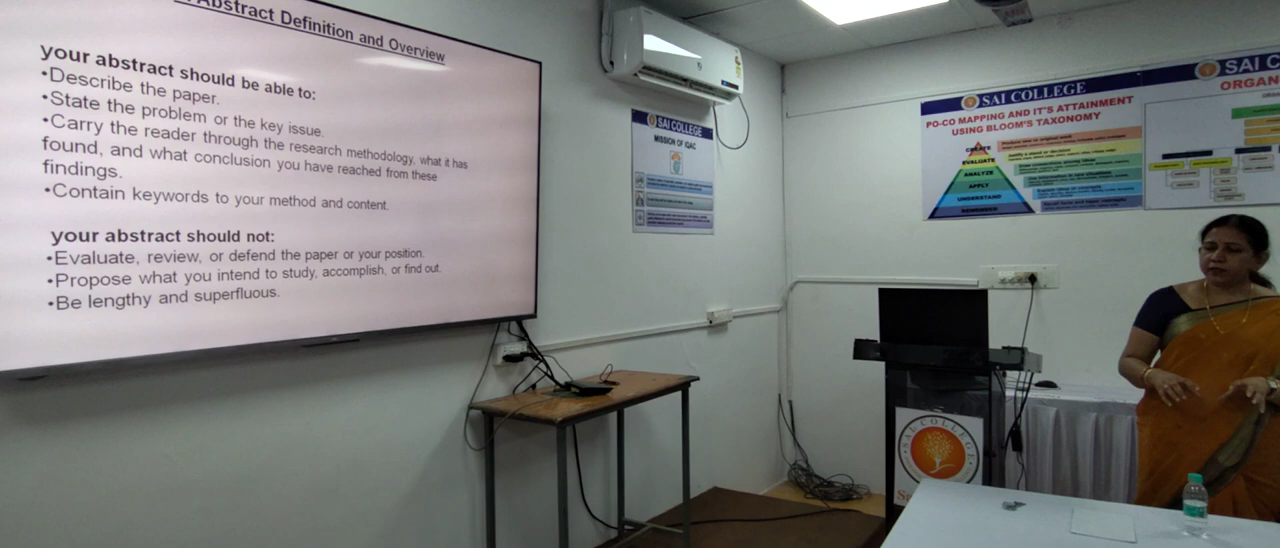 Abstract Definition and Overview
your abstract should be able to:
•Describe the paper.
•State the problem or the key issue.
•Carry the reader through the research methodology, what it has
found, and what conclusion you have reached from these
findings.
•Contain keywords to your method and content.
your abstract should not:
•Evaluate, review, or defend the paper or your position.
•Propose what you intend to study, accomplish, or find out.
•Be lengthy and superfluous.
SAI COLLEGE
MISSION OF IQAC
SAI COLLEGE
PO-CO MAPPING AND IT'S ATTAINMENT
USING BLOOM'S TAXONOMY
CREATE
EVALUATE
ANALYZE
APPLY
UNDERSTAND
REMEMBER
SAI C
ORGAN
SAI COLLEGE